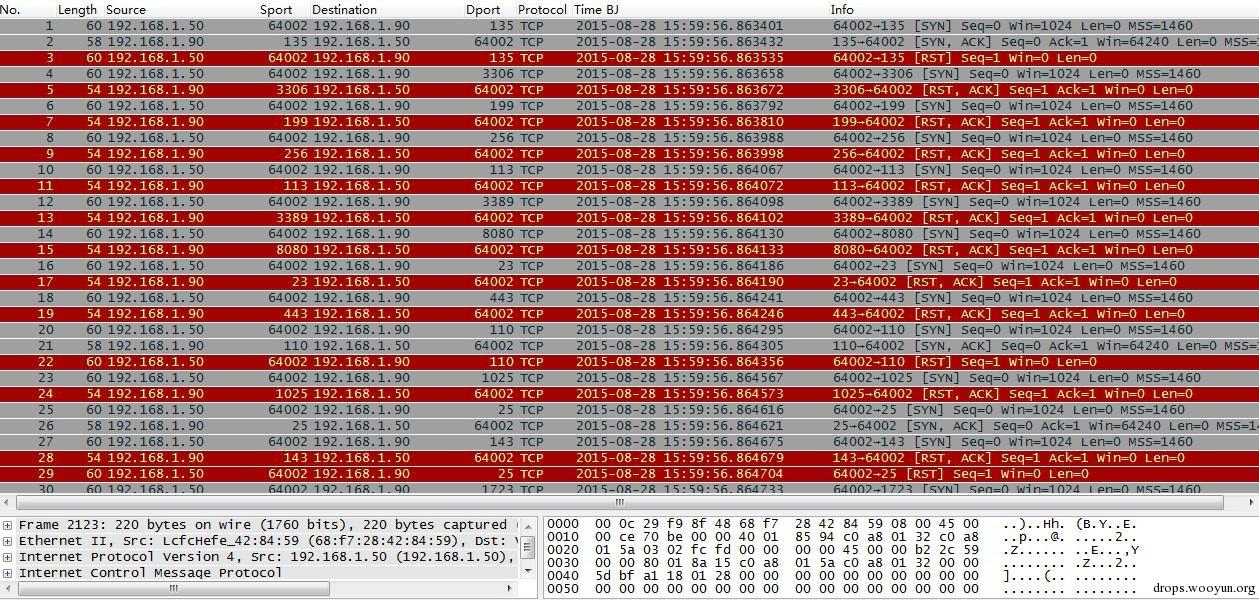 No. Length Source Sport Destination Dport Protocol Time BJ Info
1 60 192.168.1.50 64002 192.168.1.90 135 TCP 2015-08-28 15:59:56.863401 64002→135 [SYN] Seq=0 Win=1024 Len=0 MSS=1460
2 58 192.168.1.90 135 192.168.1.50 64002 TCP 2015-08-28 15:59:56.863432 135→64002 [SYN, ACK] Seq=0 Ack=1 Win=64240 Len=0 MSS=1
3 60 192.168.1.50 64002 192.168.1.90 135 TCP 2015-08-28 15:59:56.863535 64002→135 [RST] Seq=1 Win=0 Len=0
4 60 192.168.1.50 64002 192.168.1.90 3306 TCP 2015-08-28 15:59:56.863658 64002→3306 [SYN] Seq=0 Win=1024 Len=0 MSS=1460
5 54 192.168.1.90 3306 192.168.1.50 64002 TCP 2015-08-28 15:59:56.863672 3306→64002 [RST, ACK] Seq=1 Ack=1 Win=0 Len=0
6 60 192.168.1.50 64002 192.168.1.90 199 TCP 2015-08-28 15:59:56.863792 64002→199 [SYN] Seq=0 Win=1024 Len=0 MSS=1460
7 54 192.168.1.90 199 192.168.1.50 64002 TCP 2015-08-28 15:59:56.863810 199→64002 [RST, ACK] Seq=1 Ack=1 Win=0 Len=0
8 60 192.168.1.50 64002 192.168.1.90 256 TCP 2015-08-28 15:59:56.863988 64002→256 [SYN] Seq=0 Win=1024 Len=0 MSS=1460
9 54 192.168.1.90 256 192.168.1.50 64002 TCP 2015-08-28 15:59:56.863998 256→64002 [RST, ACK] Seq=1 Ack=1 Win=0 Len=0
10 60 192.168.1.50 64002 192.168.1.90 113 TCP 2015-08-28 15:59:56.864067 64002→113 [SYN] Seq=0 Win=1024 Len=0 MSS=1460
11 54 192.168.1.90 113 192.168.1.50 64002 TCP 2015-08-28 15:59:56.864072 113→64002 [RST, ACK] Seq=1 Ack=1 Win=0 Len=0
12 60 192.168.1.50 64002 192.168.1.90 3389 TCP 2015-08-28 15:59:56.864098 64002→3389 [SYN] Seq=0 Win=1024 Len=0 MSS=1460
13 54 192.168.1.90 3389 192.168.1.50 64002 TCP 2015-08-28 15:59:56.864102 3389→64002 [RST, ACK] Seq=1 Ack=1 Win=0 Len=0
14 60 192.168.1.50 64002 192.168.1.90 8080 TCP 2015-08-28 15:59:56.864130 64002→8080 [SYN] Seq=0 Win=1024 Len=0 MSS=1460
15 54 192.168.1.90 8080 192.168.1.50 64002 TCP 2015-08-28 15:59:56.864133 8080→64002 [RST, ACK] Seq=1 Ack=1 Win=0 Len=0
16 60 192.168.1.50 64002 192.168.1.90 23 TCP 2015-08-28 15:59:56.864186 64002→23 [SYN] Seq=0 Win=1024 Len=0 MSS=1460
17 54 192.168.1.90 23 192.168.1.50 64002 TCP 2015-08-28 15:59:56.864190 23→64002 [RST, ACK] Seq=1 Ack=1 Win=0 Len=0
18 60 192.168.1.50 64002 192.168.1.90 443 TCP 2015-08-28 15:59:56.864241 64002→443 [SYN] Seq=0 Win=1024 Len=0 MSS=1460
19 54 192.168.1.90 443 192.168.1.50 64002 TCP 2015-08-28 15:59:56.864246 443→64002 [RST, ACK] Seq=1 Ack=1 Win=0 Len=0
20 60 192.168.1.50 64002 192.168.1.90 110 TCP 2015-08-28 15:59:56.864295 64002→110 [SYN] Seq=0 Win=1024 Len=0 MSS=1460
21 58 192.168.1.90 110 192.168.1.50 64002 TCP 2015-08-28 15:59:56.864305 110→64002 [SYN, ACK] Seq=0 Ack=1 Win=64240 Len=0 MSS=1
22 60 192.168.1.50 64002 192.168.1.90 110 TCP 2015-08-28 15:59:56.864356 64002→110 [RST] Seq=1 Win=0 Len=0
23 60 192.168.1.50 64002 192.168.1.90 1025 TCP 2015-08-28 15:59:56.864567 64002→1025 [SYN] Seq=0 Win=1024 Len=0 MSS=1460
24 54 192.168.1.90 1025 192.168.1.50 64002 TCP 2015-08-28 15:59:56.864573 1025→64002 [RST, ACK] Seq=1 Ack=1 Win=0 Len=0
25 60 192.168.1.50 64002 192.168.1.90 25 TCP 2015-08-28 15:59:56.864616 64002→25 [SYN] Seq=0 Win=1024 Len=0 MSS=1460
26 58 192.168.1.90 25 192.168.1.50 64002 TCP 2015-08-28 15:59:56.864621 25→64002 [SYN, ACK] Seq=0 Ack=1 Win=64240 Len=0 MSS=14
27 60 192.168.1.50 64002 192.168.1.90 143 TCP 2015-08-28 15:59:56.864675 64002→143 [SYN] Seq=0 Win=1024 Len=0 MSS=1460
28 54 192.168.1.90 143 192.168.1.50 64002 TCP 2015-08-28 15:59:56.864679 143→64002 [RST, ACK] Seq=1 Ack=1 Win=0 Len=0
29 60 192.168.1.50 64002 192.168.1.90 25 TCP 2015-08-28 15:59:56.864704 64002→25 [RST] Seq=1 Win=0 Len=0
30 60 192.168.1.50 64002 192.168.1.90 1723 TCP 2015-08-28 15:59:56.864733 64002→1723 [SYN] Seq=0 Win=1024 Len=0 MSS=1460
Frame 2123: 220 bytes on wire (1760 bits), 220 bytes captured (
Ethernet II, Src: LcfcHefe_42:84:59 (68:f7:28:42:84:59), Dst: V
Internet Protocol Version 4, Src: 192.168.1.50 (192.168.1.50),
Internet Control Message Protocol
0000 00 0c 29 f9 8f 48 68 f7 28 42 84 59 08 00 45 00 ..)..Hh. (B.Y..E.
0010 00 ce 70 be 00 00 40 01 85 94 c0 a8 01 32 c0 a8 ..p...@. .....2..
0020 01 5a 03 02 fc fd 00 00 00 00 45 00 00 b2 2c 59 .Z...... ..E...,Y
0030 00 00 80 01 8a 15 c0 a8 01 5a c0 a8 01 32 00 00 ........ .Z...2..
0040 5d bf a1 18 01 28 00 00 00 00 00 00 00 00 00 00 ]....(.. ........
0050 00 00 00 00 00 00 00 00 00 00 00 00 00 00 00 00 ........ ........
drops.wooyun.org